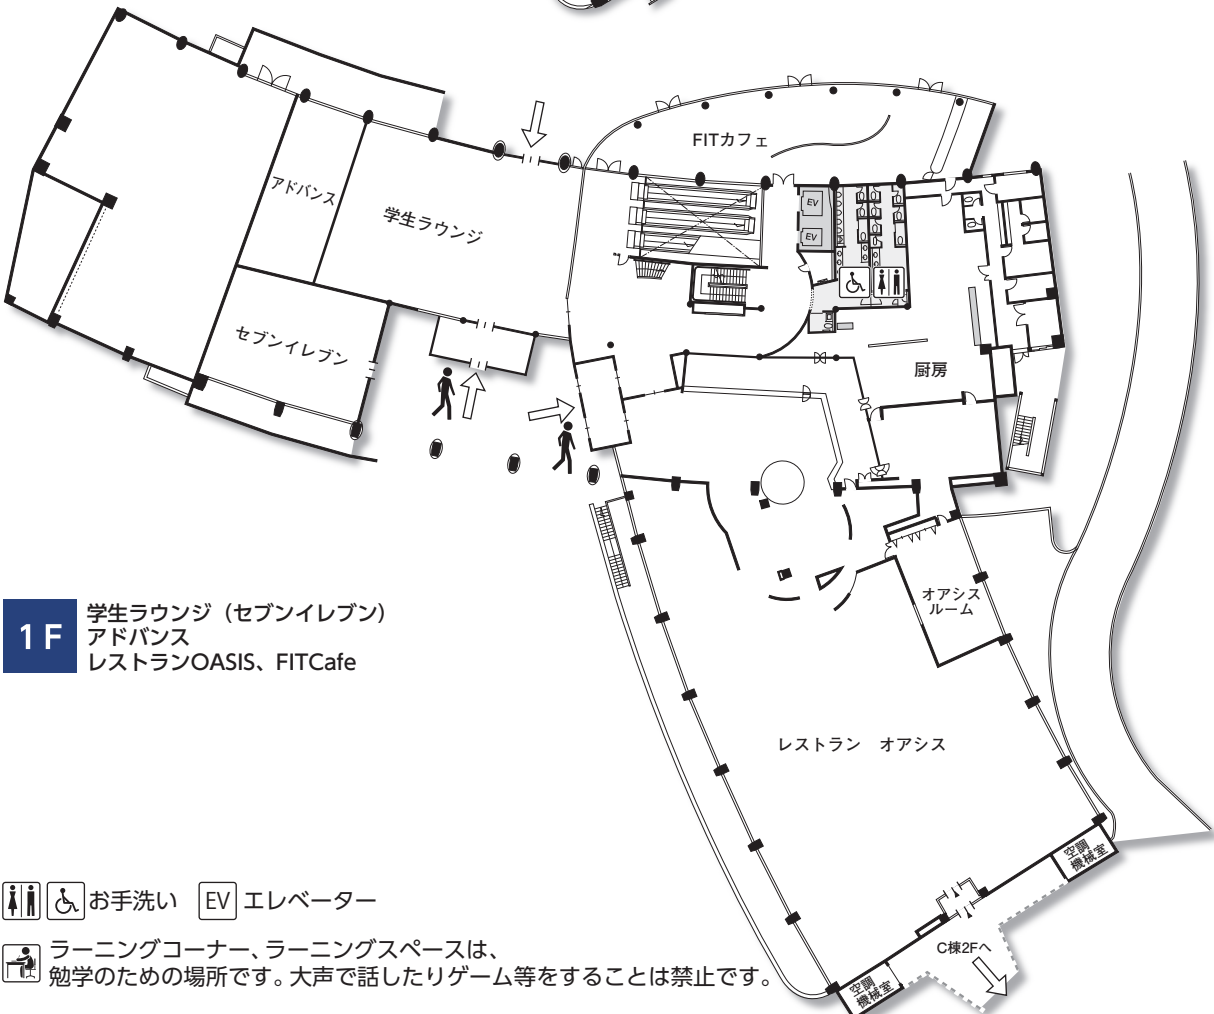 FITカフェ
アドバンス
学生ラウンジ
EV
EV
セブンイレブン
厨房
1F
学生ラウンジ（セブンイレブン）
アドバンス
レストランOASIS、FITCafe
オアシス
ルーム
レストラン　オアシス
空調
機械室
C棟2Fへ
空調
機械室
お手洗い
EV エレベーター
ラーニングコーナー、ラーニングスペースは、
勉学のための場所です。大声で話したりゲーム等をすることは禁止です。